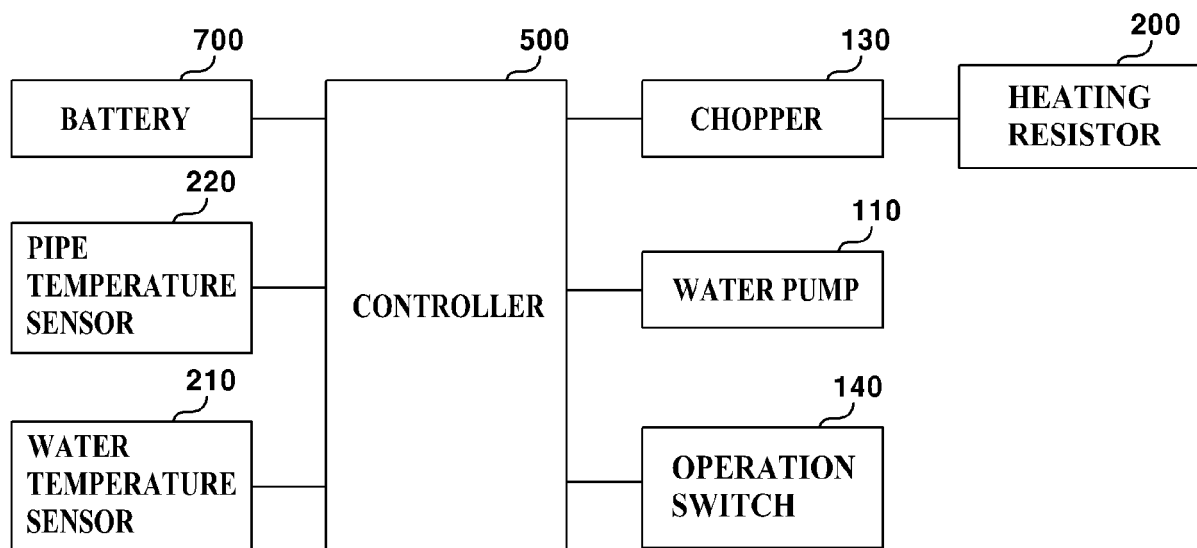 700
500
130
200
BATTERY
CHOPPER
HEATING
RESISTOR
220
110
PIPE
TEMPERATURE
SENSOR
CONTROLLER
WATER PUMP
210
140
WATER
TEMPERATURE
SENSOR
OPERATION
SWITCH